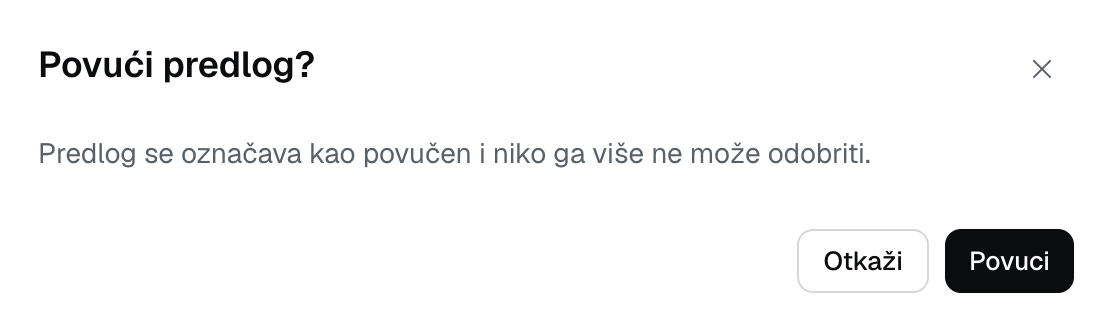 Povući predlog?
Predlog se označava kao povučen i niko ga više ne može odobriti.
Otkaži
Povuci